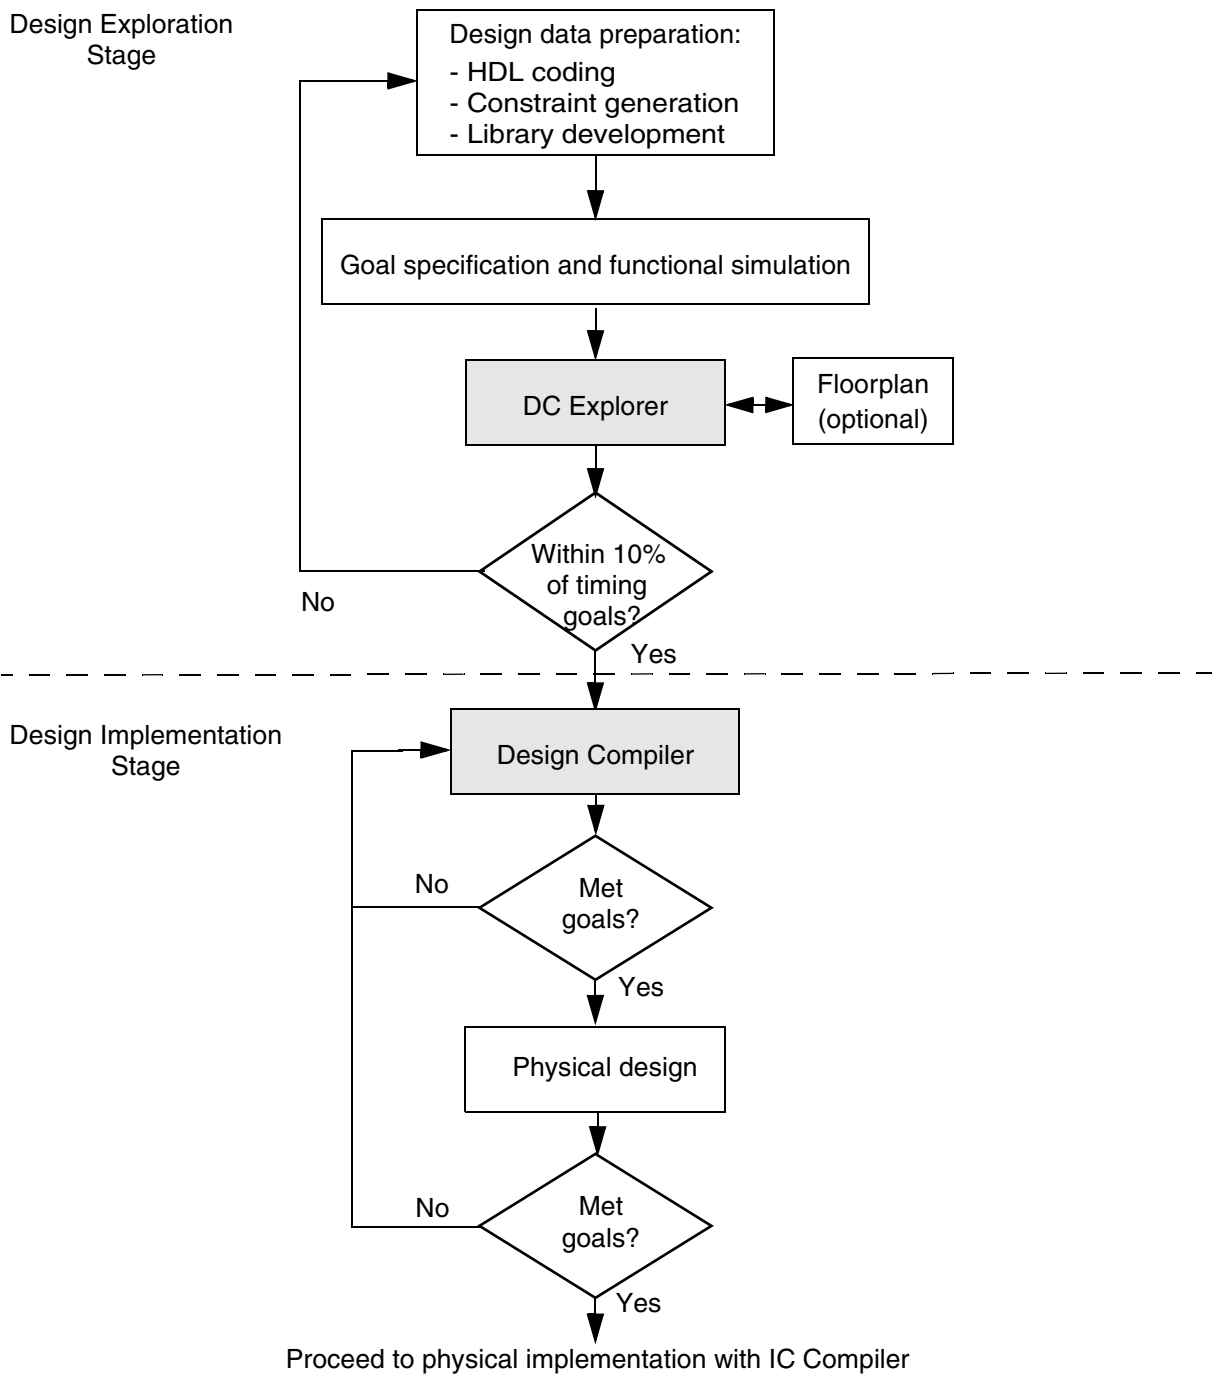 Design Exploration
Stage
Design data preparation:
- HDL coding
- Constraint generation
- Library development
Goal specification and functional simulation
DC Explorer
Floorplan
(optional)
Within 10%
of timing
goals?
No
Yes
Design Implementation
Stage
Design Compiler
No
Met
goals?
Yes
Physical design
No
Met
goals?
Yes
Proceed to physical implementation with IC Compiler